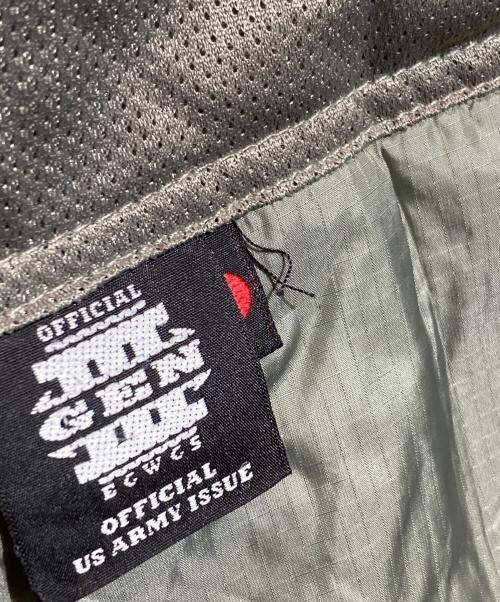 OFFICIAL
III
GEN
III
ECWCS
OFFICIAL
US ARMY ISSUE